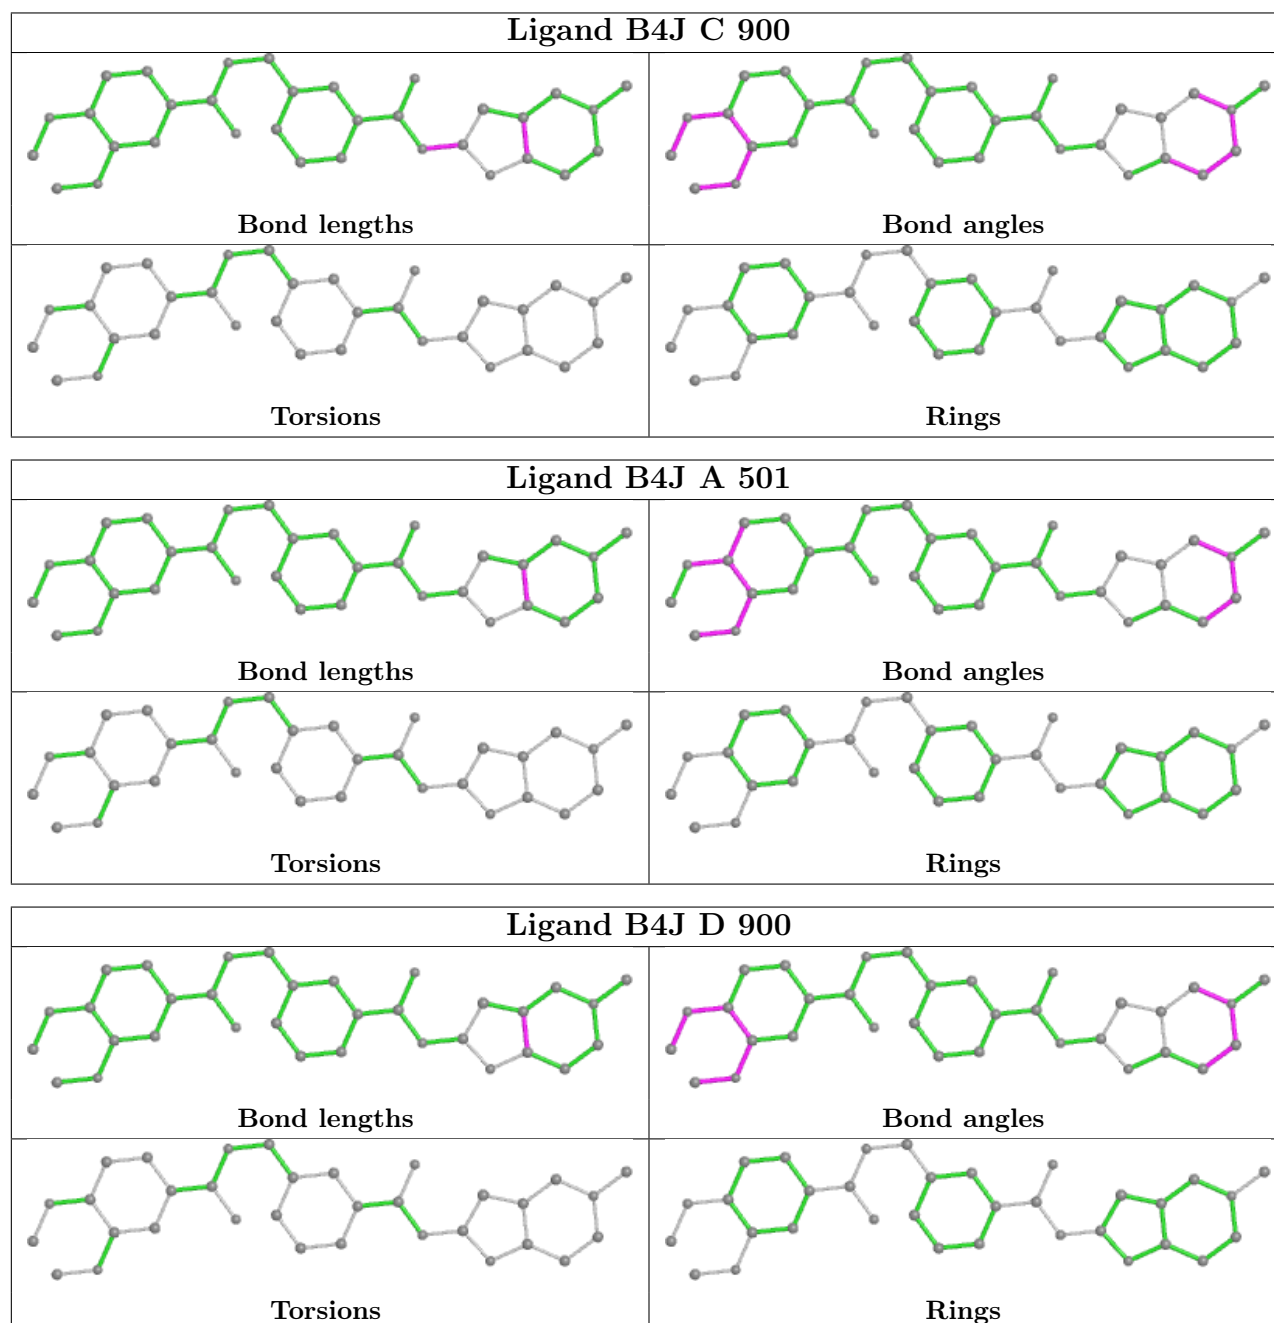 Ligand B4J C 900
Bond lengths
Bond angles
Torsions
Rings
Ligand B4J A 501
Bond lengths
Bond angles
Torsions
Rings
Ligand B4J D 900
Bond lengths
Bond angles
Torsions
Rings